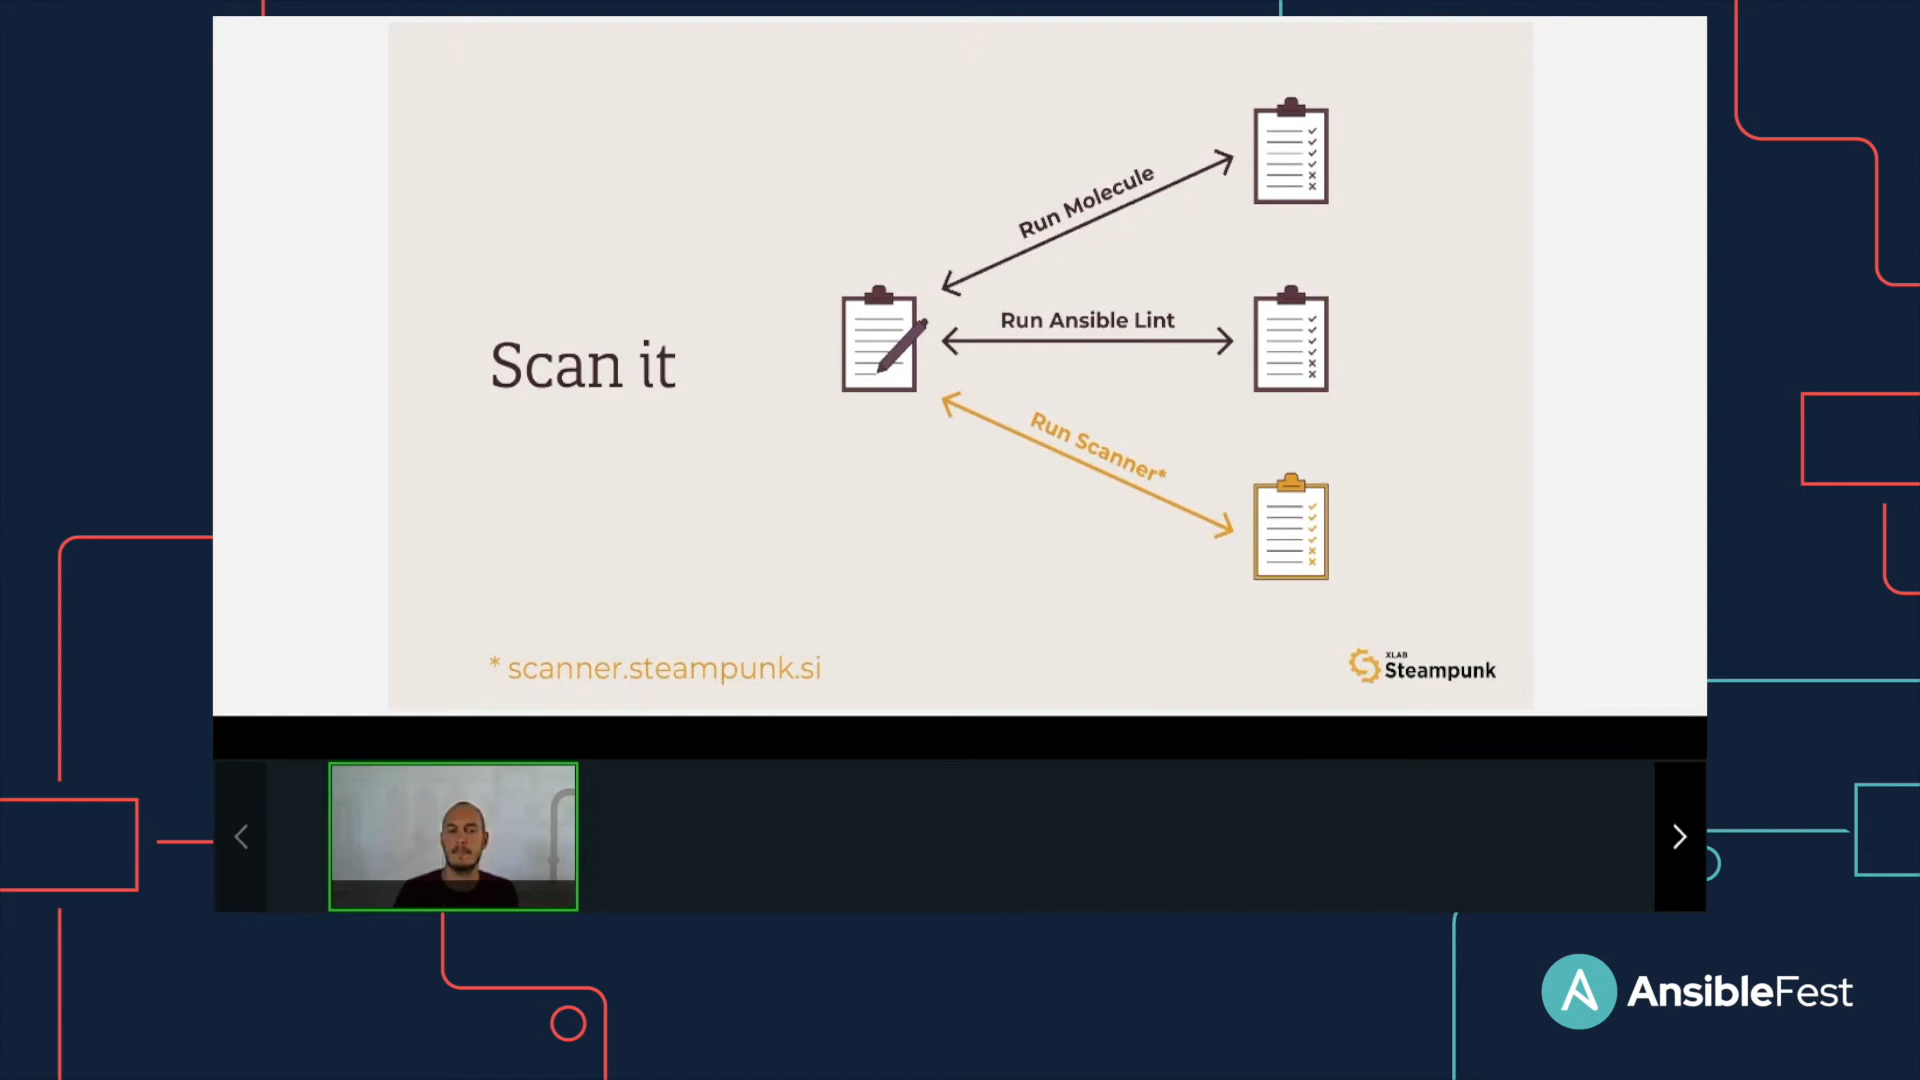 Run Molecule
Run Ansible Lint
Scan it
Run Scanner*
* scanner.steampunk.si
XLAB
Steampunk
AnsibleFest